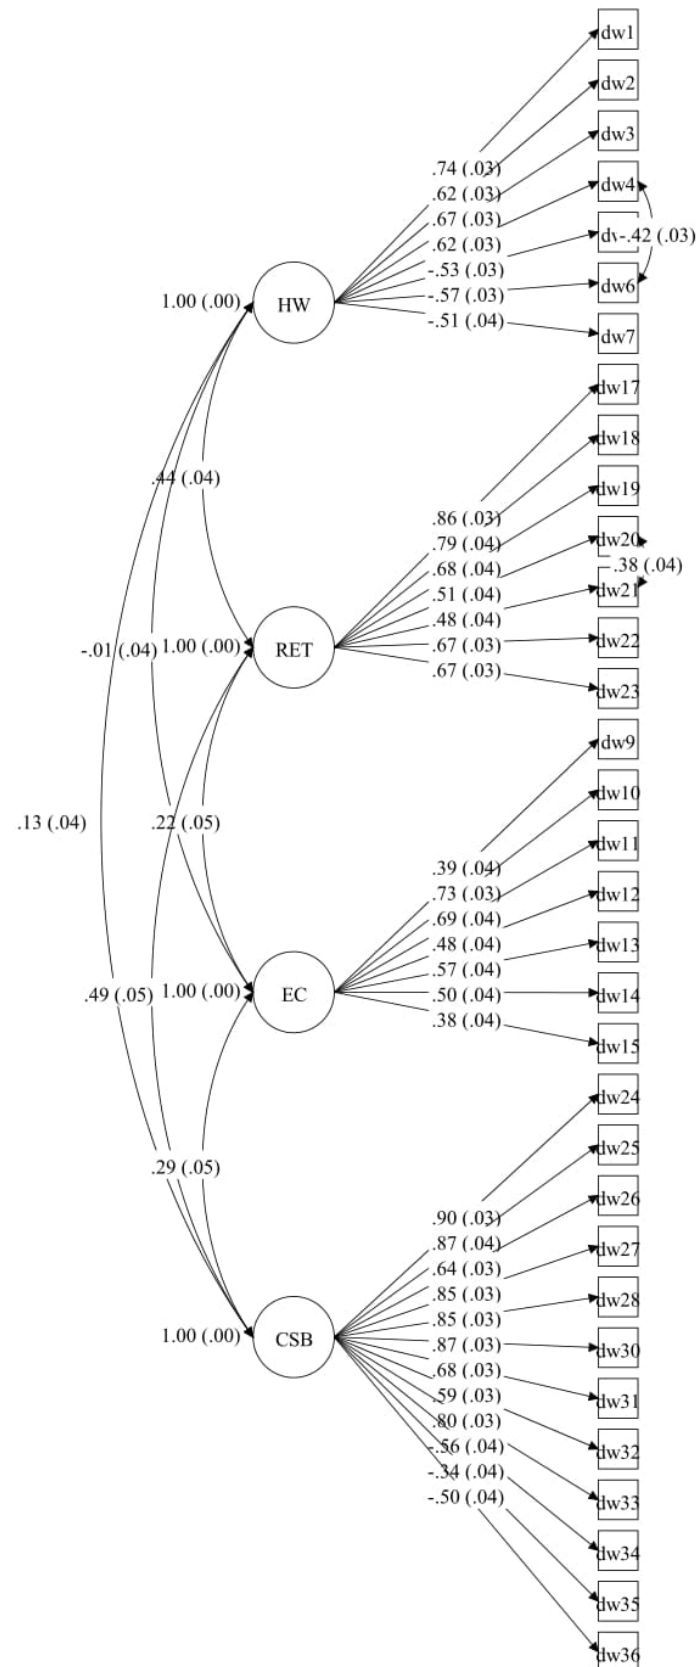 dw1
dw2
dw3
.74 (.03)
dw4
.62 (.03)
.67 (.03)
-.42 (.03)
.62 (.03)
-.53 (.03)
dw6
-.57 (.03)
1.00 (.00)
HW
-.51 (.04)
dw7
dw17
dw18
.44 (.04)
dw19
.86 (.03)
.79 (.04)
dw20
.68 (.04)
.38 (.04)
.51 (.04)
dw21
.48 (.04)
-.01 (.04)
1.00 (.00)
RET
.67 (.03)
dw22
.67 (.03)
dw23
dw9
dw10
.13 (.04)
.22 (.05)
dw11
.39 (.04)
.73 (.03)
dw12
.69 (.04)
.48 (.04)
dw13
.57 (.04)
.49 (.05)
1.00 (.00)
EC
.50 (.04)
dw14
.38 (.04)
dw15
dw24
dw25
.29 (.05)
dw26
.90 (.03)
.87 (.04)
dw27
.64 (.03)
.85 (.03)
dw28
.85 (.03)
1.00 (.00)
CSB
.87 (.03)
dw30
.68 (.03)
dw31
.59 (.03)
.80 (.03)
dw32
-.56 (.04)
-.34 (.04)
-.50 (.04)
dw33
dw34
dw35
dw36